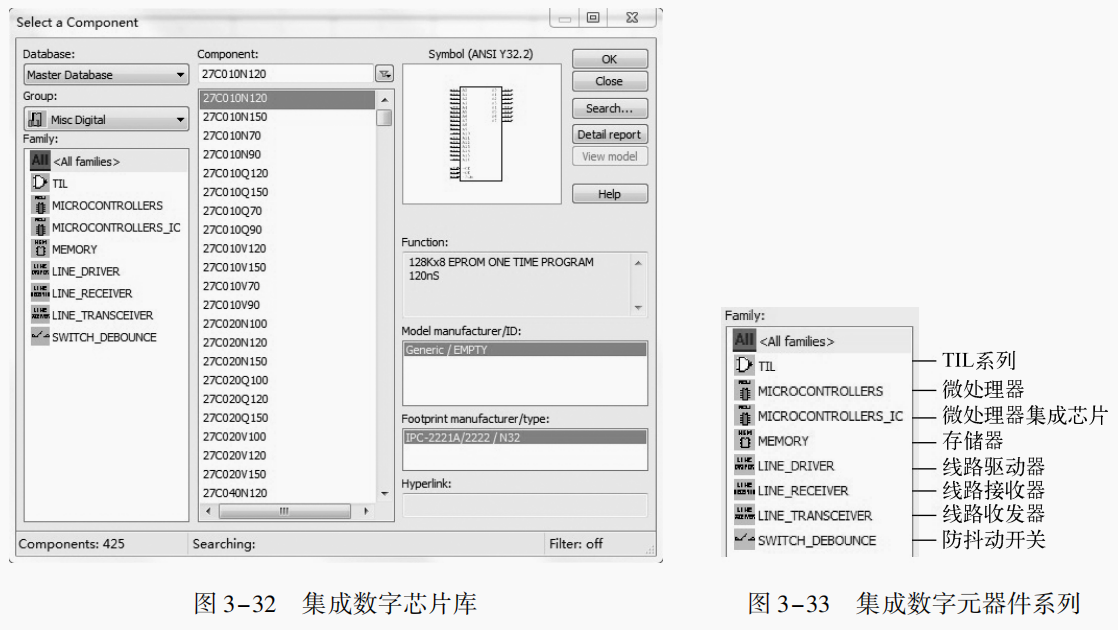 Select a Component
Database:
Master Database
Group:
Misc Digital
Family:
All <All families>
TIL
MICROCONTROLLERS
MICROCONTROLLERS_IC
MEMORY
LINE_DRIVER
LINE_RECEIVER
LINE_TRANSCEIVER
SWITCH_DEBOUNCE
Component:
27C010N120
27C010N120
27C010N150
27C010N70
27C010N90
27C010Q120
27C010Q150
27C010Q70
27C010Q90
27C010V120
27C010V150
27C010V70
27C010V90
27C020N100
27C020N120
27C020N150
27C020Q100
27C020Q120
27C020Q150
27C020V100
27C020V120
27C020V150
27C040N120
Symbol (ANSI Y32.2)
Function:
128Kx8 EPROM ONE TIME PROGRAM
120nS
Model manufacturer/ID:
Generic / EMPTY
Footprint manufacturer/type:
IPC-2221A/2222 / N32
Hyperlink:
OK
Close
Search...
Detail report
View model
Help
Components: 425
Searching:
Filter: off
图 3-32 集成数字芯片库
Family:
All <All families>
TIL
MICROCONTROLLERS
MICROCONTROLLERS_IC
MEMORY
LINE_DRIVER
LINE_RECEIVER
LINE_TRANSCEIVER
SWITCH_DEBOUNCE
TIL系列
微处理器
微处理器集成芯片
存储器
线路驱动器
线路接收器
线路收发器
防抖动开关
图 3-33 集成数字元器件系列